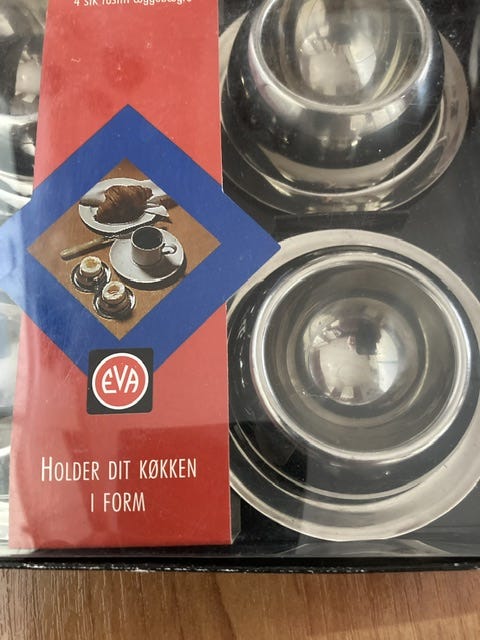 4 stk rustfri æggebægre
EVA
HOLDER DIT KØKKEN
I FORM